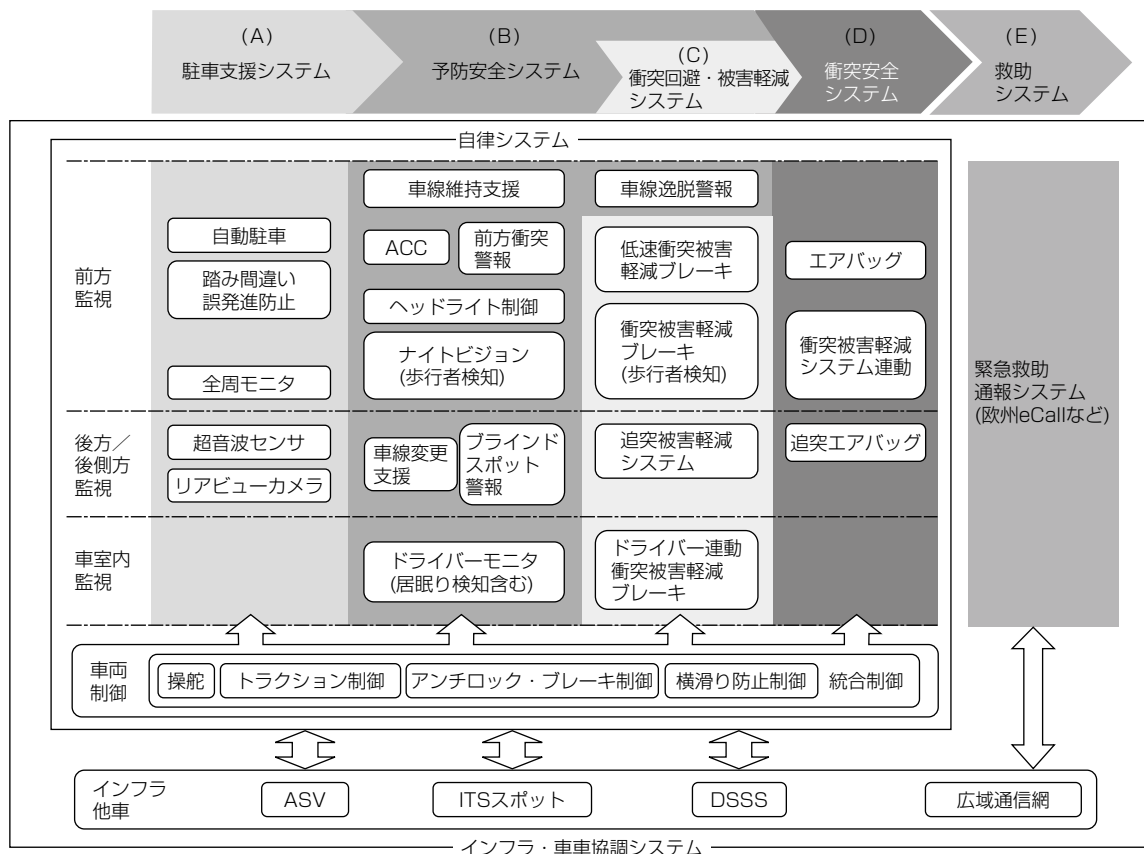 (A)
駐車支援システム
(B)
予防安全システム
(C)
衝突回避・被害軽減
システム
(D)
衝突安全
システム
(E)
救助
システム
自律システム
前方
監視
自動駐車
踏み間違い
誤発進防止
全周モニタ
車線維持支援
ACC
前方衝突
警報
ヘッドライト制御
ナイトビジョン
(歩行者検知)
車線逸脱警報
低速衝突被害
軽減ブレーキ
衝突被害軽減
ブレーキ
(歩行者検知)
エアバッグ
衝突被害軽減
システム連動
緊急救助
通報システム
(欧州eCallなど)
後方／
後側方
監視
超音波センサ
リアビューカメラ
車線変更
支援
ブラインド
スポット
警報
追突被害軽減
システム
追突エアバッグ
車室内
監視
ドライバーモニタ
(居眠り検知含む)
ドライバー連動
衝突被害軽減
ブレーキ
車両
制御
操舵
トラクション制御
アンチロック・ブレーキ制御
横滑り防止制御
統合制御
インフラ
他車
ASV
ITSスポット
DSSS
広域通信網
インフラ・車車協調システム